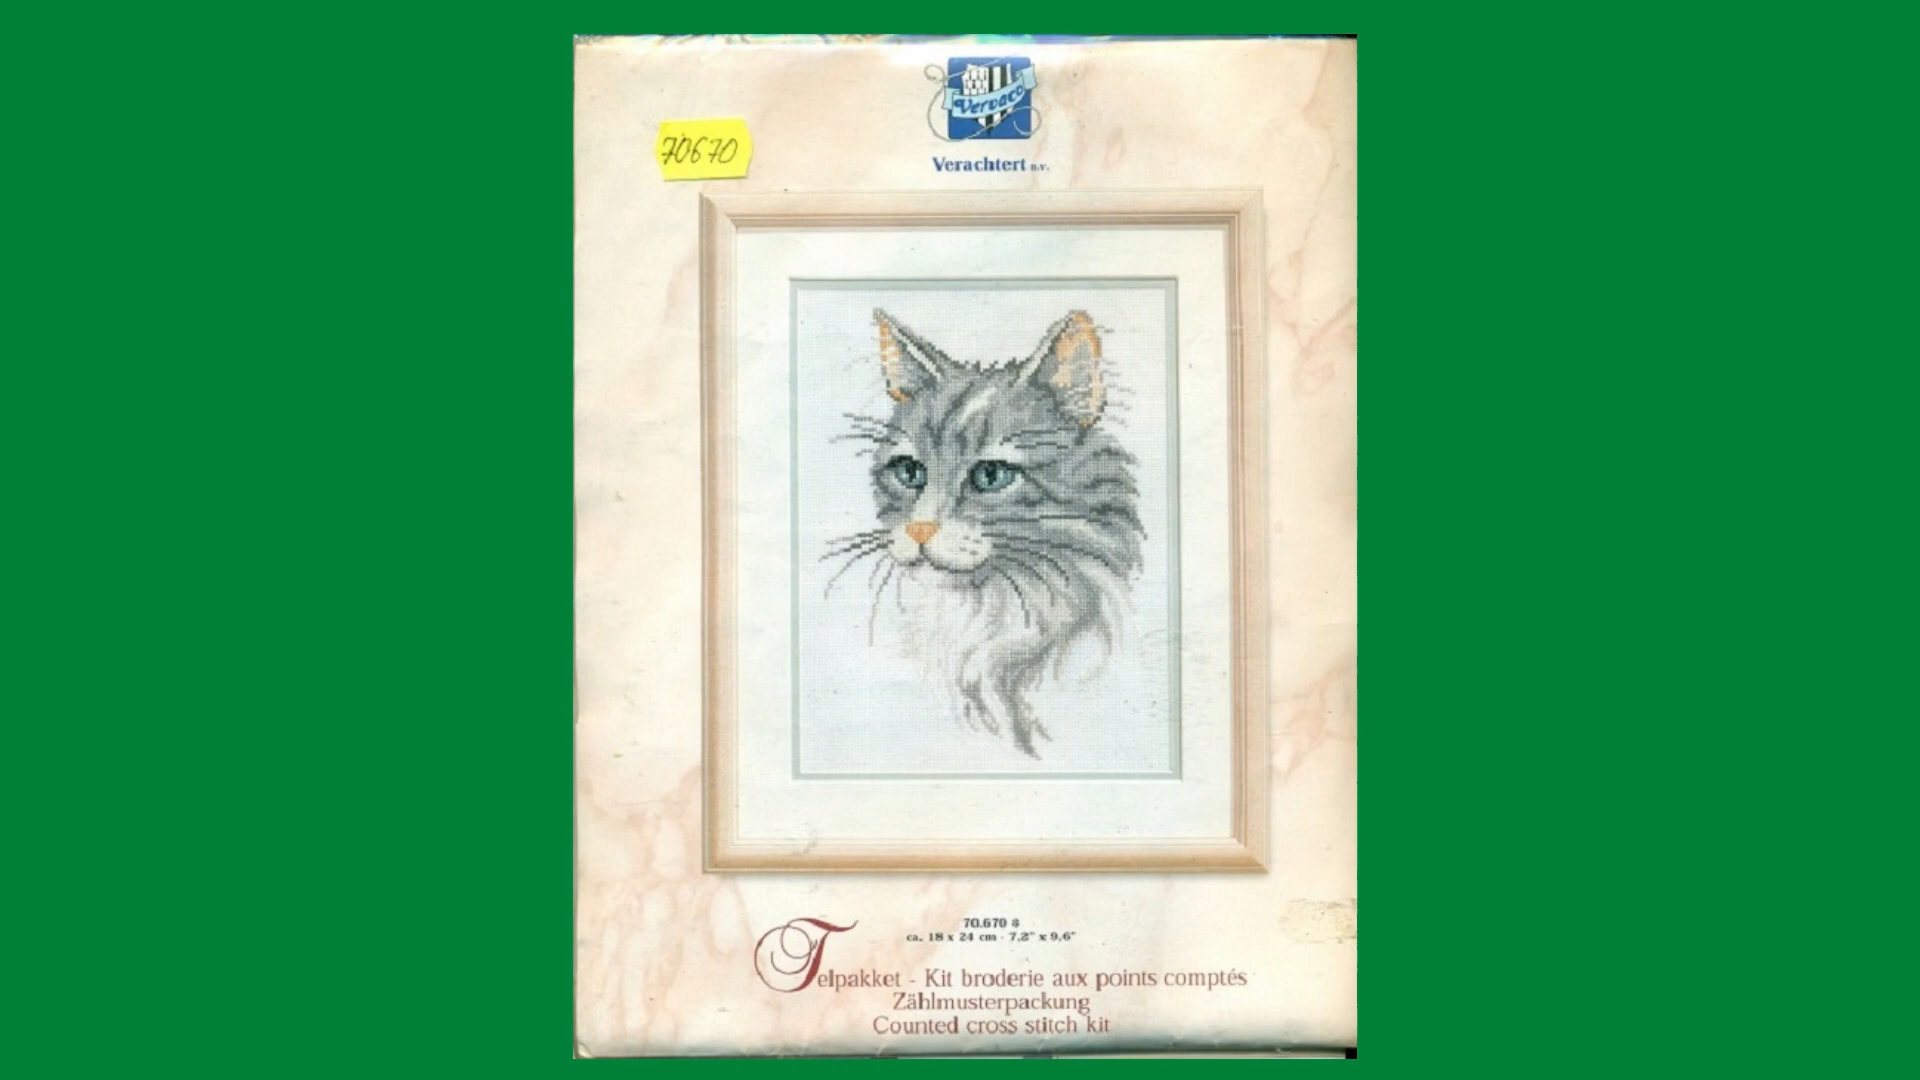 Vervaco
Verachtert n.v.
70670
70.670 8
ca. 18 x 24 cm - 7,2" x 9,6"
Telpakket - Kit broderie aux points comptés
Zählmusterpackung
Counted cross stitch kit